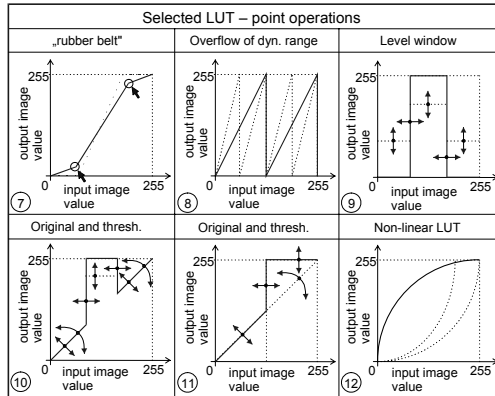 Selected LUT – point operations
„rubber belt"
Overflow of dyn. range
Level window
255
output image
value
0
input image
value
255
7
255
output image
value
0
input image
value
255
8
255
output image
value
0
input image
value
255
9
Original and thresh.
Original and thresh.
Non-linear LUT
255
output image
value
0
input image
value
255
10
255
output image
value
0
input image
value
255
11
255
output image
value
0
input image
value
255
12